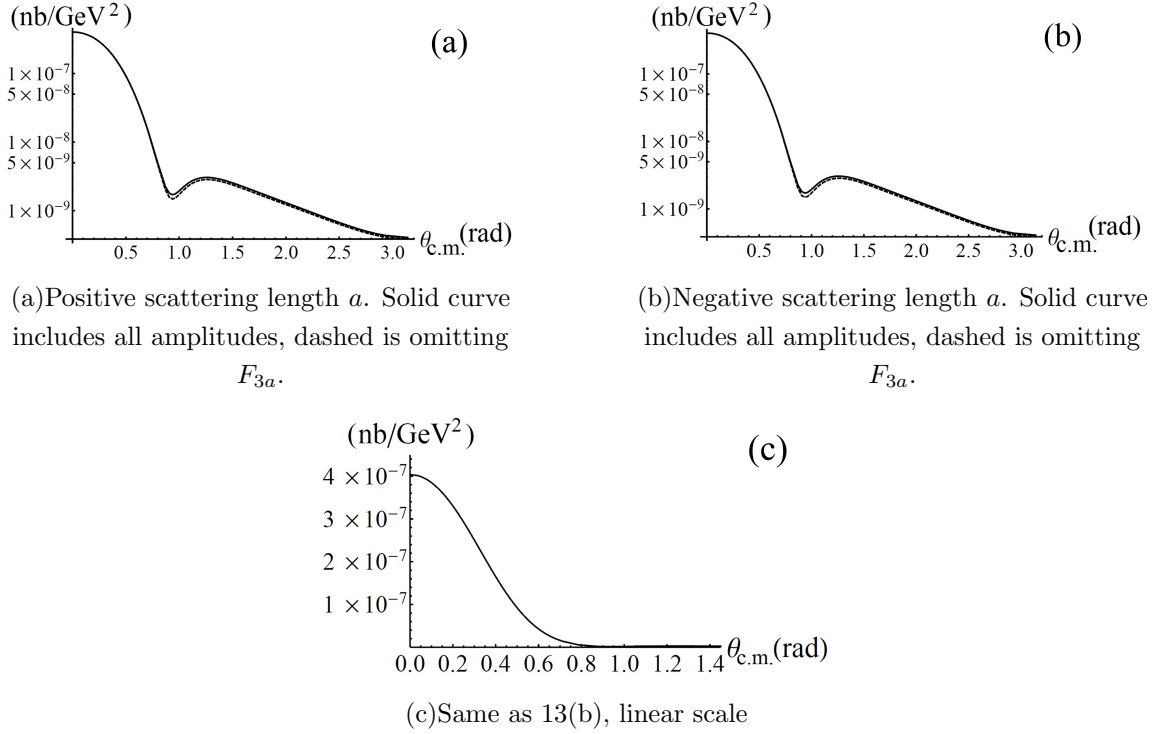 (nb/GeV²)
(a)
1×10⁻⁷
5×10⁻⁸
1×10⁻⁸
5×10⁻⁹
1×10⁻⁹
0.5 1.0 1.5 2.0 2.5 3.0
θc.m.(rad)
(a)Positive scattering length a. Solid curve
includes all amplitudes, dashed is omitting
F₃ₐ.
(nb/GeV²)
(b)
1×10⁻⁷
5×10⁻⁸
1×10⁻⁸
5×10⁻⁹
1×10⁻⁹
0.5 1.0 1.5 2.0 2.5 3.0
θc.m.(rad)
(b)Negative scattering length a. Solid curve
includes all amplitudes, dashed is omitting
F₃ₐ.
(nb/GeV²)
(c)
4 ×10⁻⁷
3 ×10⁻⁷
2 ×10⁻⁷
1 ×10⁻⁷
0.0 0.2 0.4 0.6 0.8 1.0 1.2 1.4
θc.m.(rad)
(c)Same as 13(b), linear scale